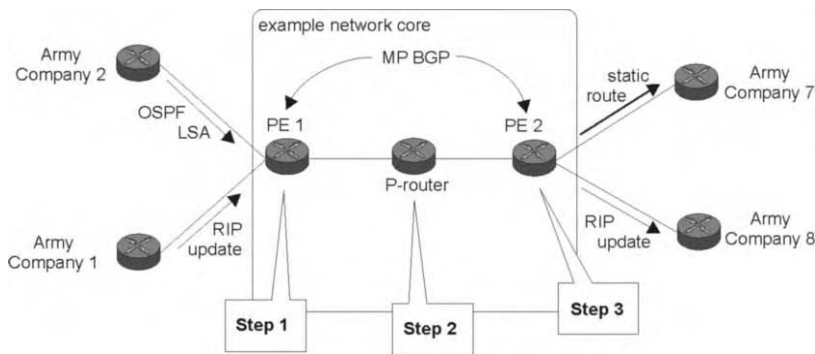 example network core
Army
Company 2
MP BGP
static
route
Army
Company 7
OSPF
LSA
PE 1
PE 2
P-router
RIP
update
Army
Company 1
RIP
update
Army
Company 8
Step 1
Step 2
Step 3